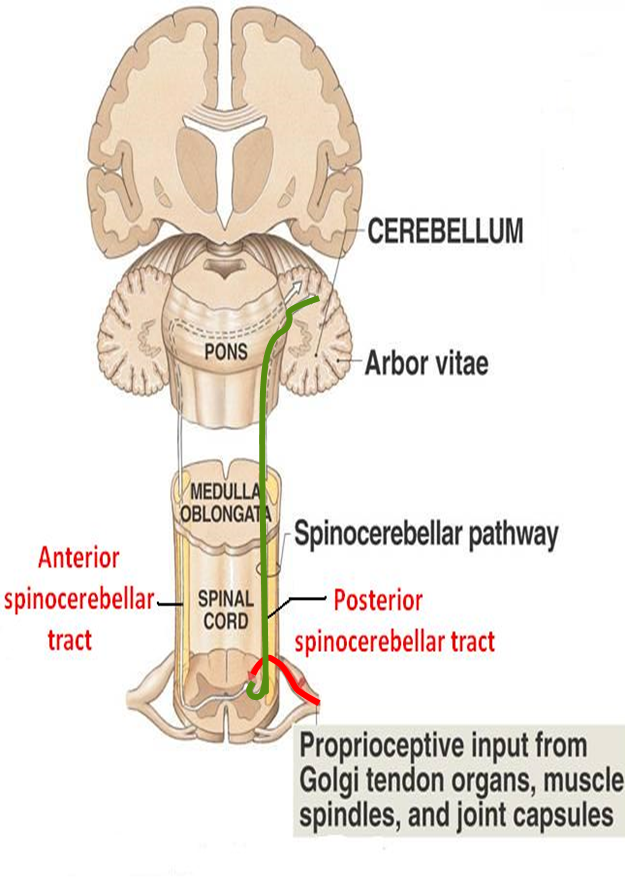 CEREBELLUM
PONS
Arbor vitae
MEDULLA
OBLONGATA
Spinocerebellar pathway
Anterior
spinocerebellar
tract
SPINAL
CORD
Posterior
spinocerebellar tract
Proprioceptive input from
Golgi tendon organs, muscle
spindles, and joint capsules